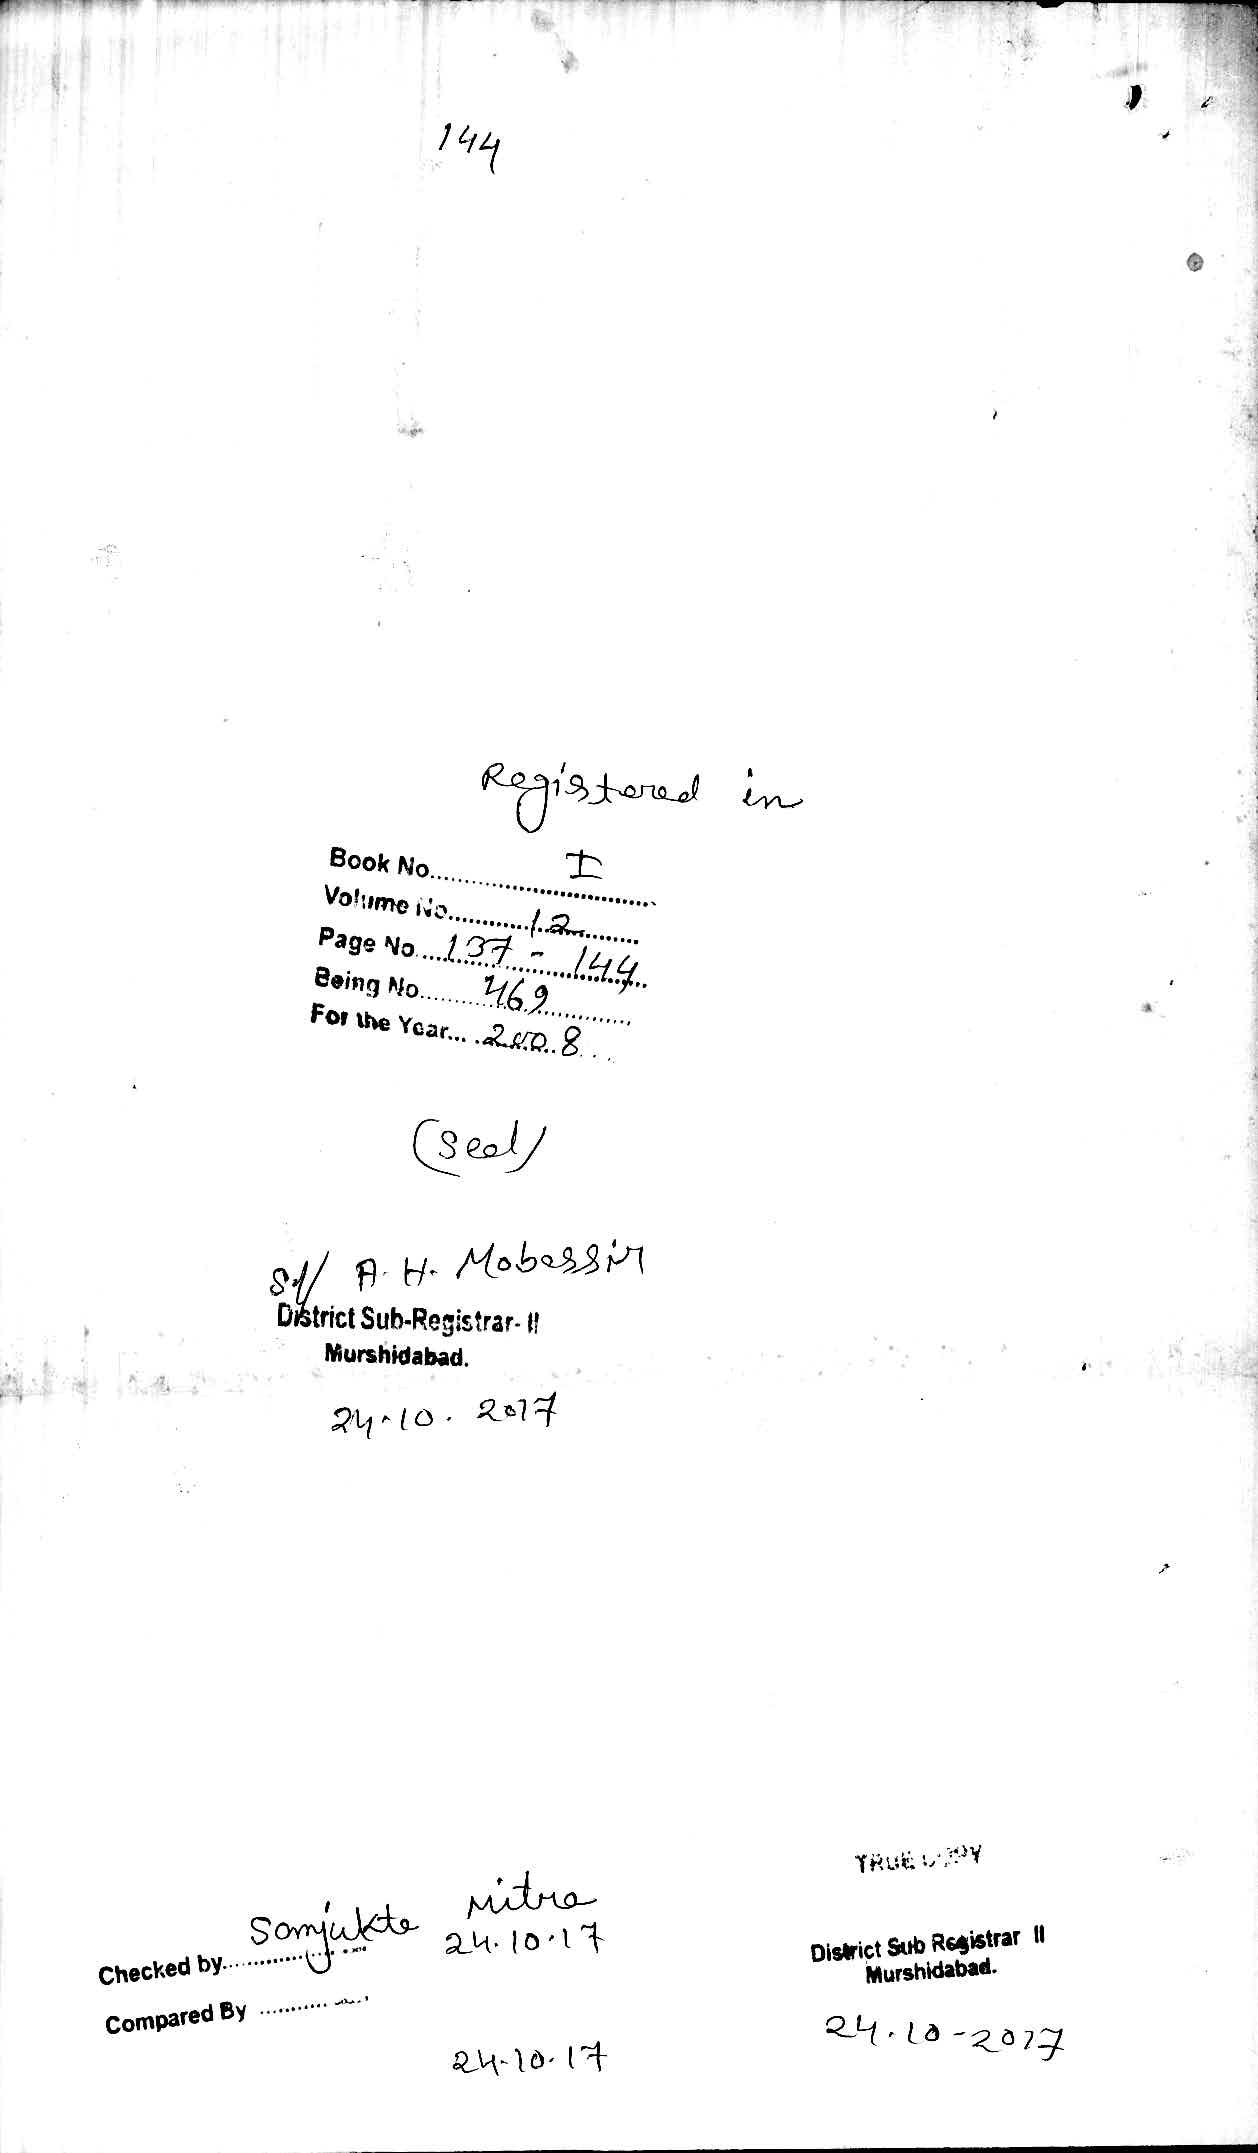 144
Registered in
Book No. I
Volume No. 12
Page No. 137 - 144
Being No. 469
For the Year... 2008
(Seal)
Sd/ A. H. Mobassir
District Sub-Registrar- II
Murshidabad.
24.10.2017
Samjukta Mitra
Checked by 24.10.17
Compared By
24.10.17
TRUE COPY
District Sub Registrar II
Murshidabad.
24.10-2017